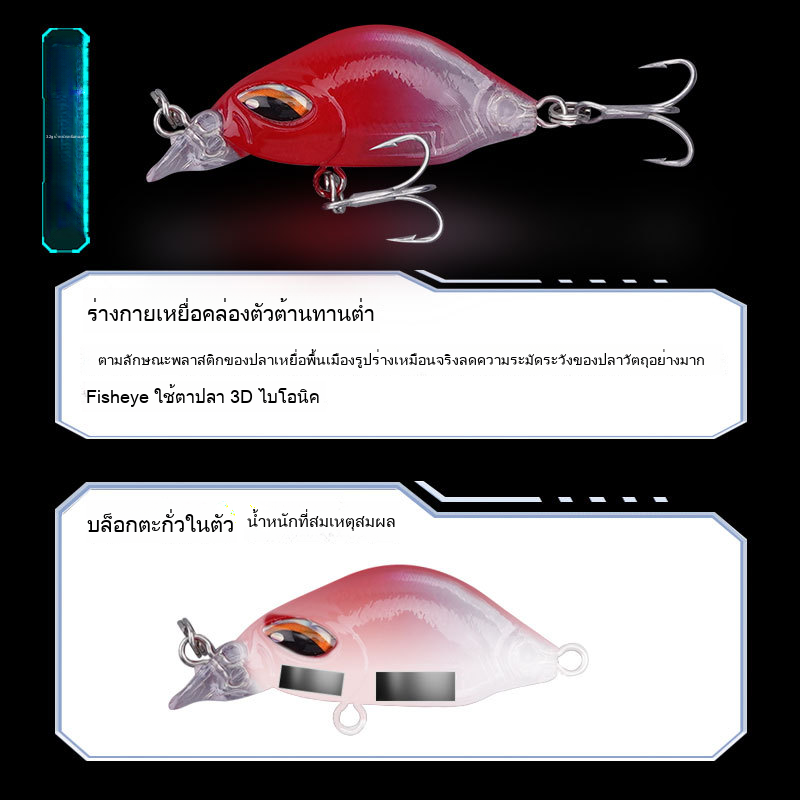 ร่างกายเหยื่อคล่องตัวต้านทานต่ำ
ตามลักษณะพลาสติกของปลาเหยื่อพื้นเมืองรูปร่างเหมือนจริงลดความระมัดระวังของปลาวัตถุอย่างมาก
Fisheye ใช้ตาปลา 3D ไบโอนิค
บล็อกตะกั่วในตัว น้ำหนักที่สมเหตุสมผล